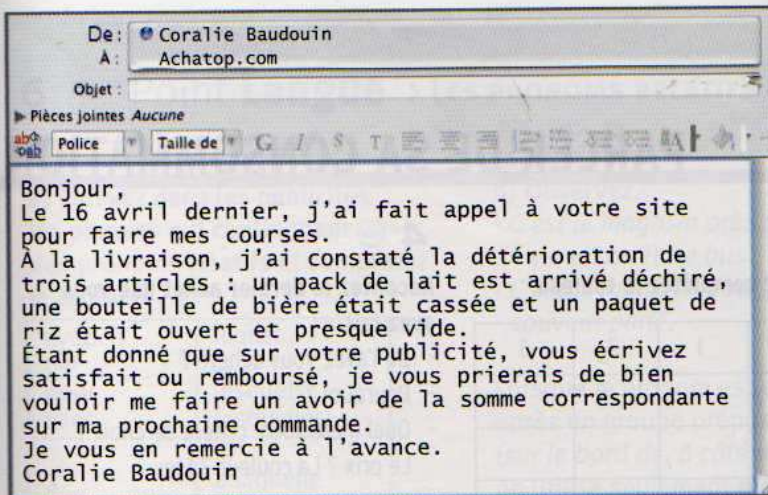 De : Coralie Baudouin
À : Achatop.com
Objet :
Pièces jointes Aucune
abc Police Taille de G I S T
Bonjour,
Le 16 avril dernier, j'ai fait appel à votre site
pour faire mes courses.
À la livraison, j'ai constaté la détérioration de
trois articles : un pack de lait est arrivé déchiré,
une bouteille de bière était cassée et un paquet de
riz était ouvert et presque vide.
Étant donné que sur votre publicité, vous écrivez
satisfait ou remboursé, je vous prierais de bien
vouloir me faire un avoir de la somme correspondante
sur ma prochaine commande.
Je vous en remercie à l'avance.
Coralie Baudouin